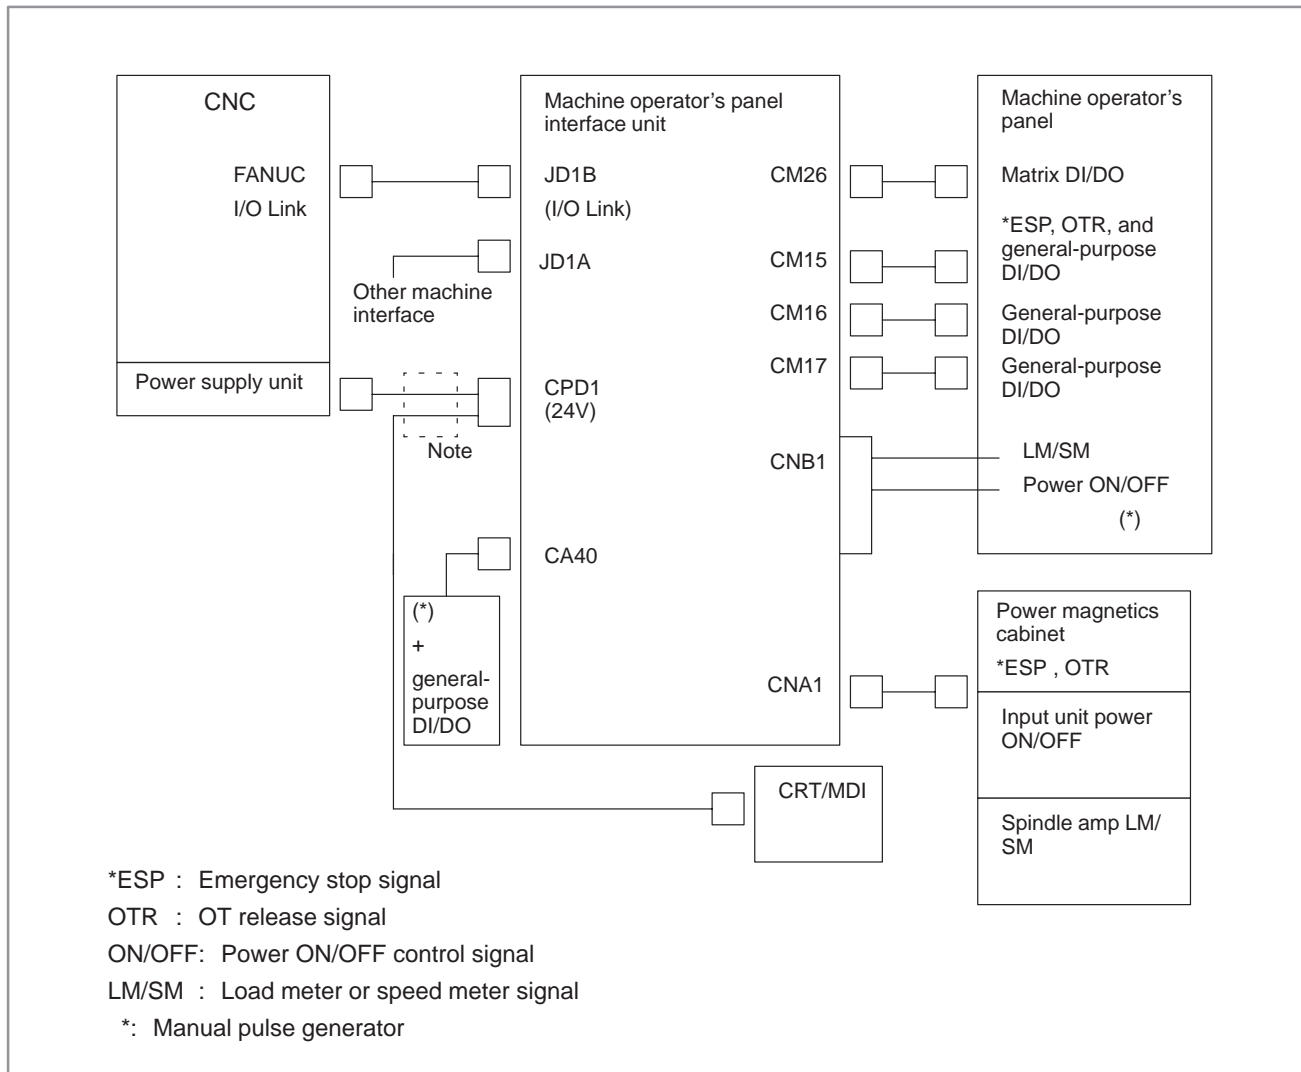 CNC
FANUC
I/O Link
Power supply unit
Other machine
interface
Note
Machine operator's panel
interface unit
JD1B
(I/O Link)
JD1A
CPD1
(24V)
CA40
(*)
+
general-
purpose
DI/DO
CM26
CM15
CM16
CM17
CNB1
CNA1
Machine operator's
panel
Matrix DI/DO
*ESP, OTR, and
general-purpose
DI/DO
General-purpose
DI/DO
General-purpose
DI/DO
LM/SM
Power ON/OFF
(*)
Power magnetics
cabinet
*ESP , OTR
Input unit power
ON/OFF
Spindle amp LM/
SM
CRT/MDI
*ESP : Emergency stop signal
OTR : OT release signal
ON/OFF: Power ON/OFF control signal
LM/SM : Load meter or speed meter signal
*: Manual pulse generator